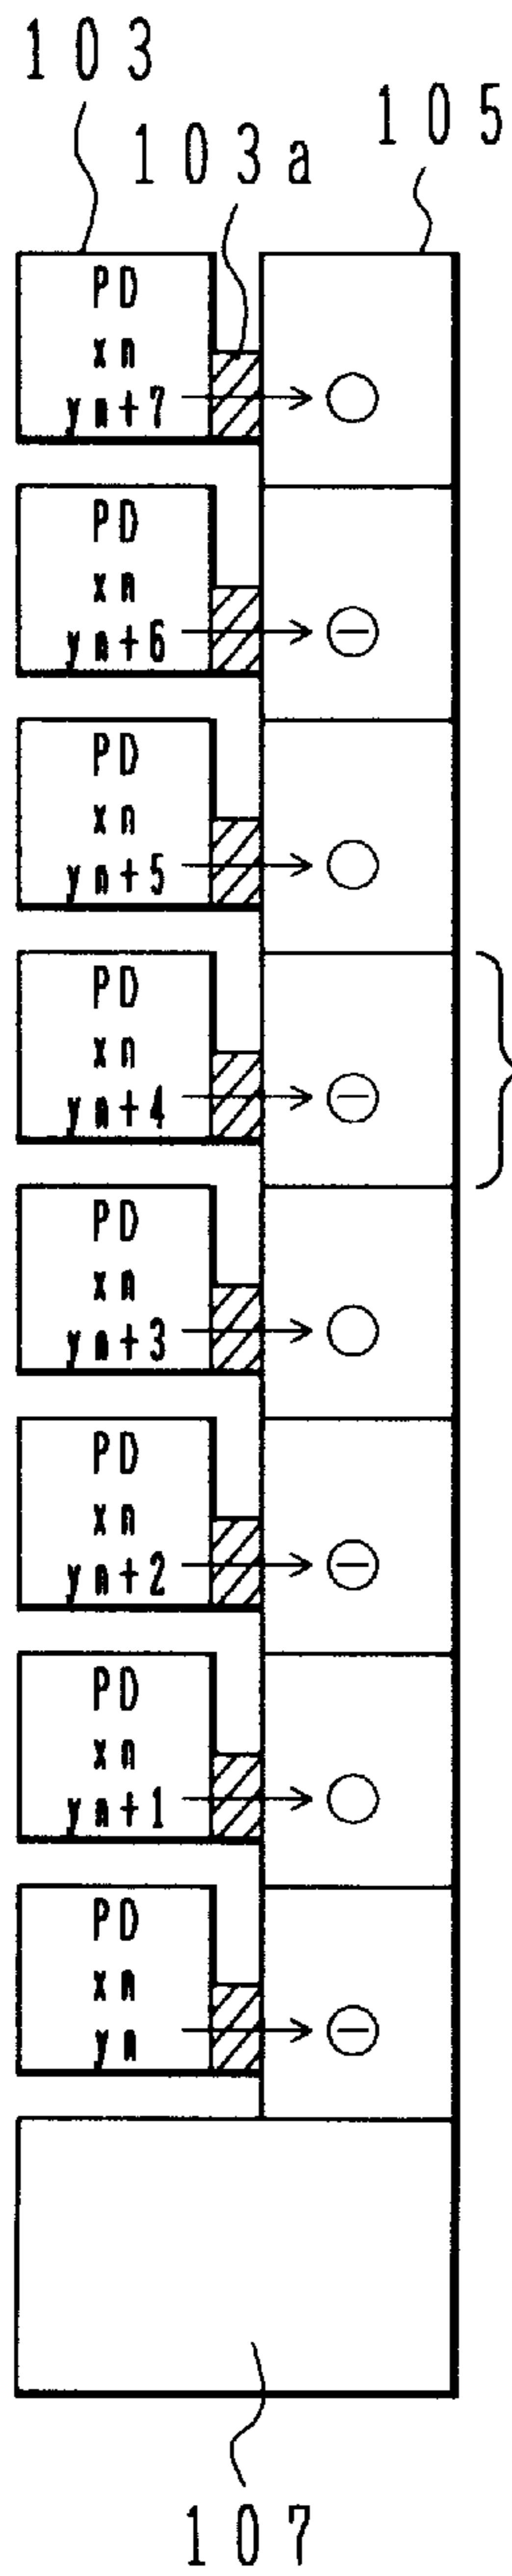 103
103a
105
PD
xn
yn+7
PD
xn
yn+6
PD
xn
yn+5
PD
xn
yn+4
PD
xn
yn+3
PD
xn
yn+2
PD
xn
yn+1
PD
xn
yn
107